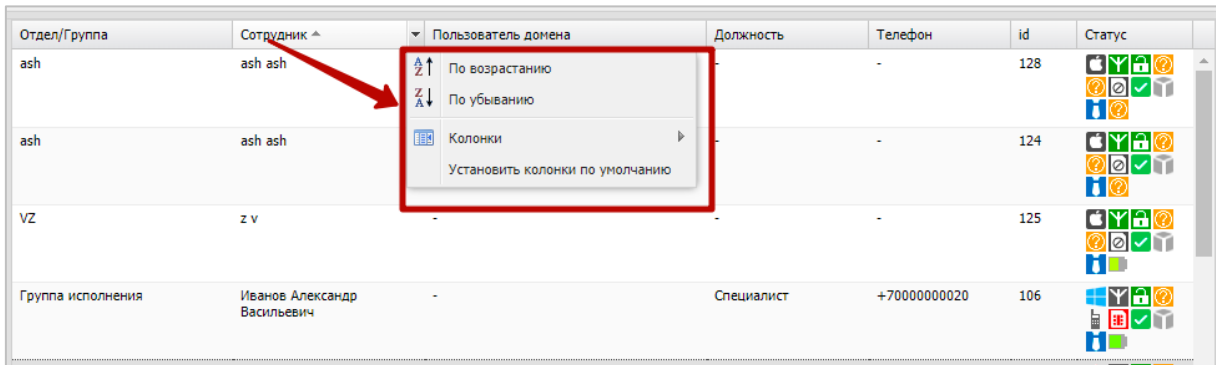 Отдел/Группа Сотрудник Пользователь домена Должность Телефон id Статус
ash ash ash - - 128
По возрастанию
По убыванию
Колонки
Установить колонки по умолчанию
ash ash ash - - 124
VZ z v - - - 125
Группа исполнения Иванов Александр - Специалист +70000000020 106
Васильевич